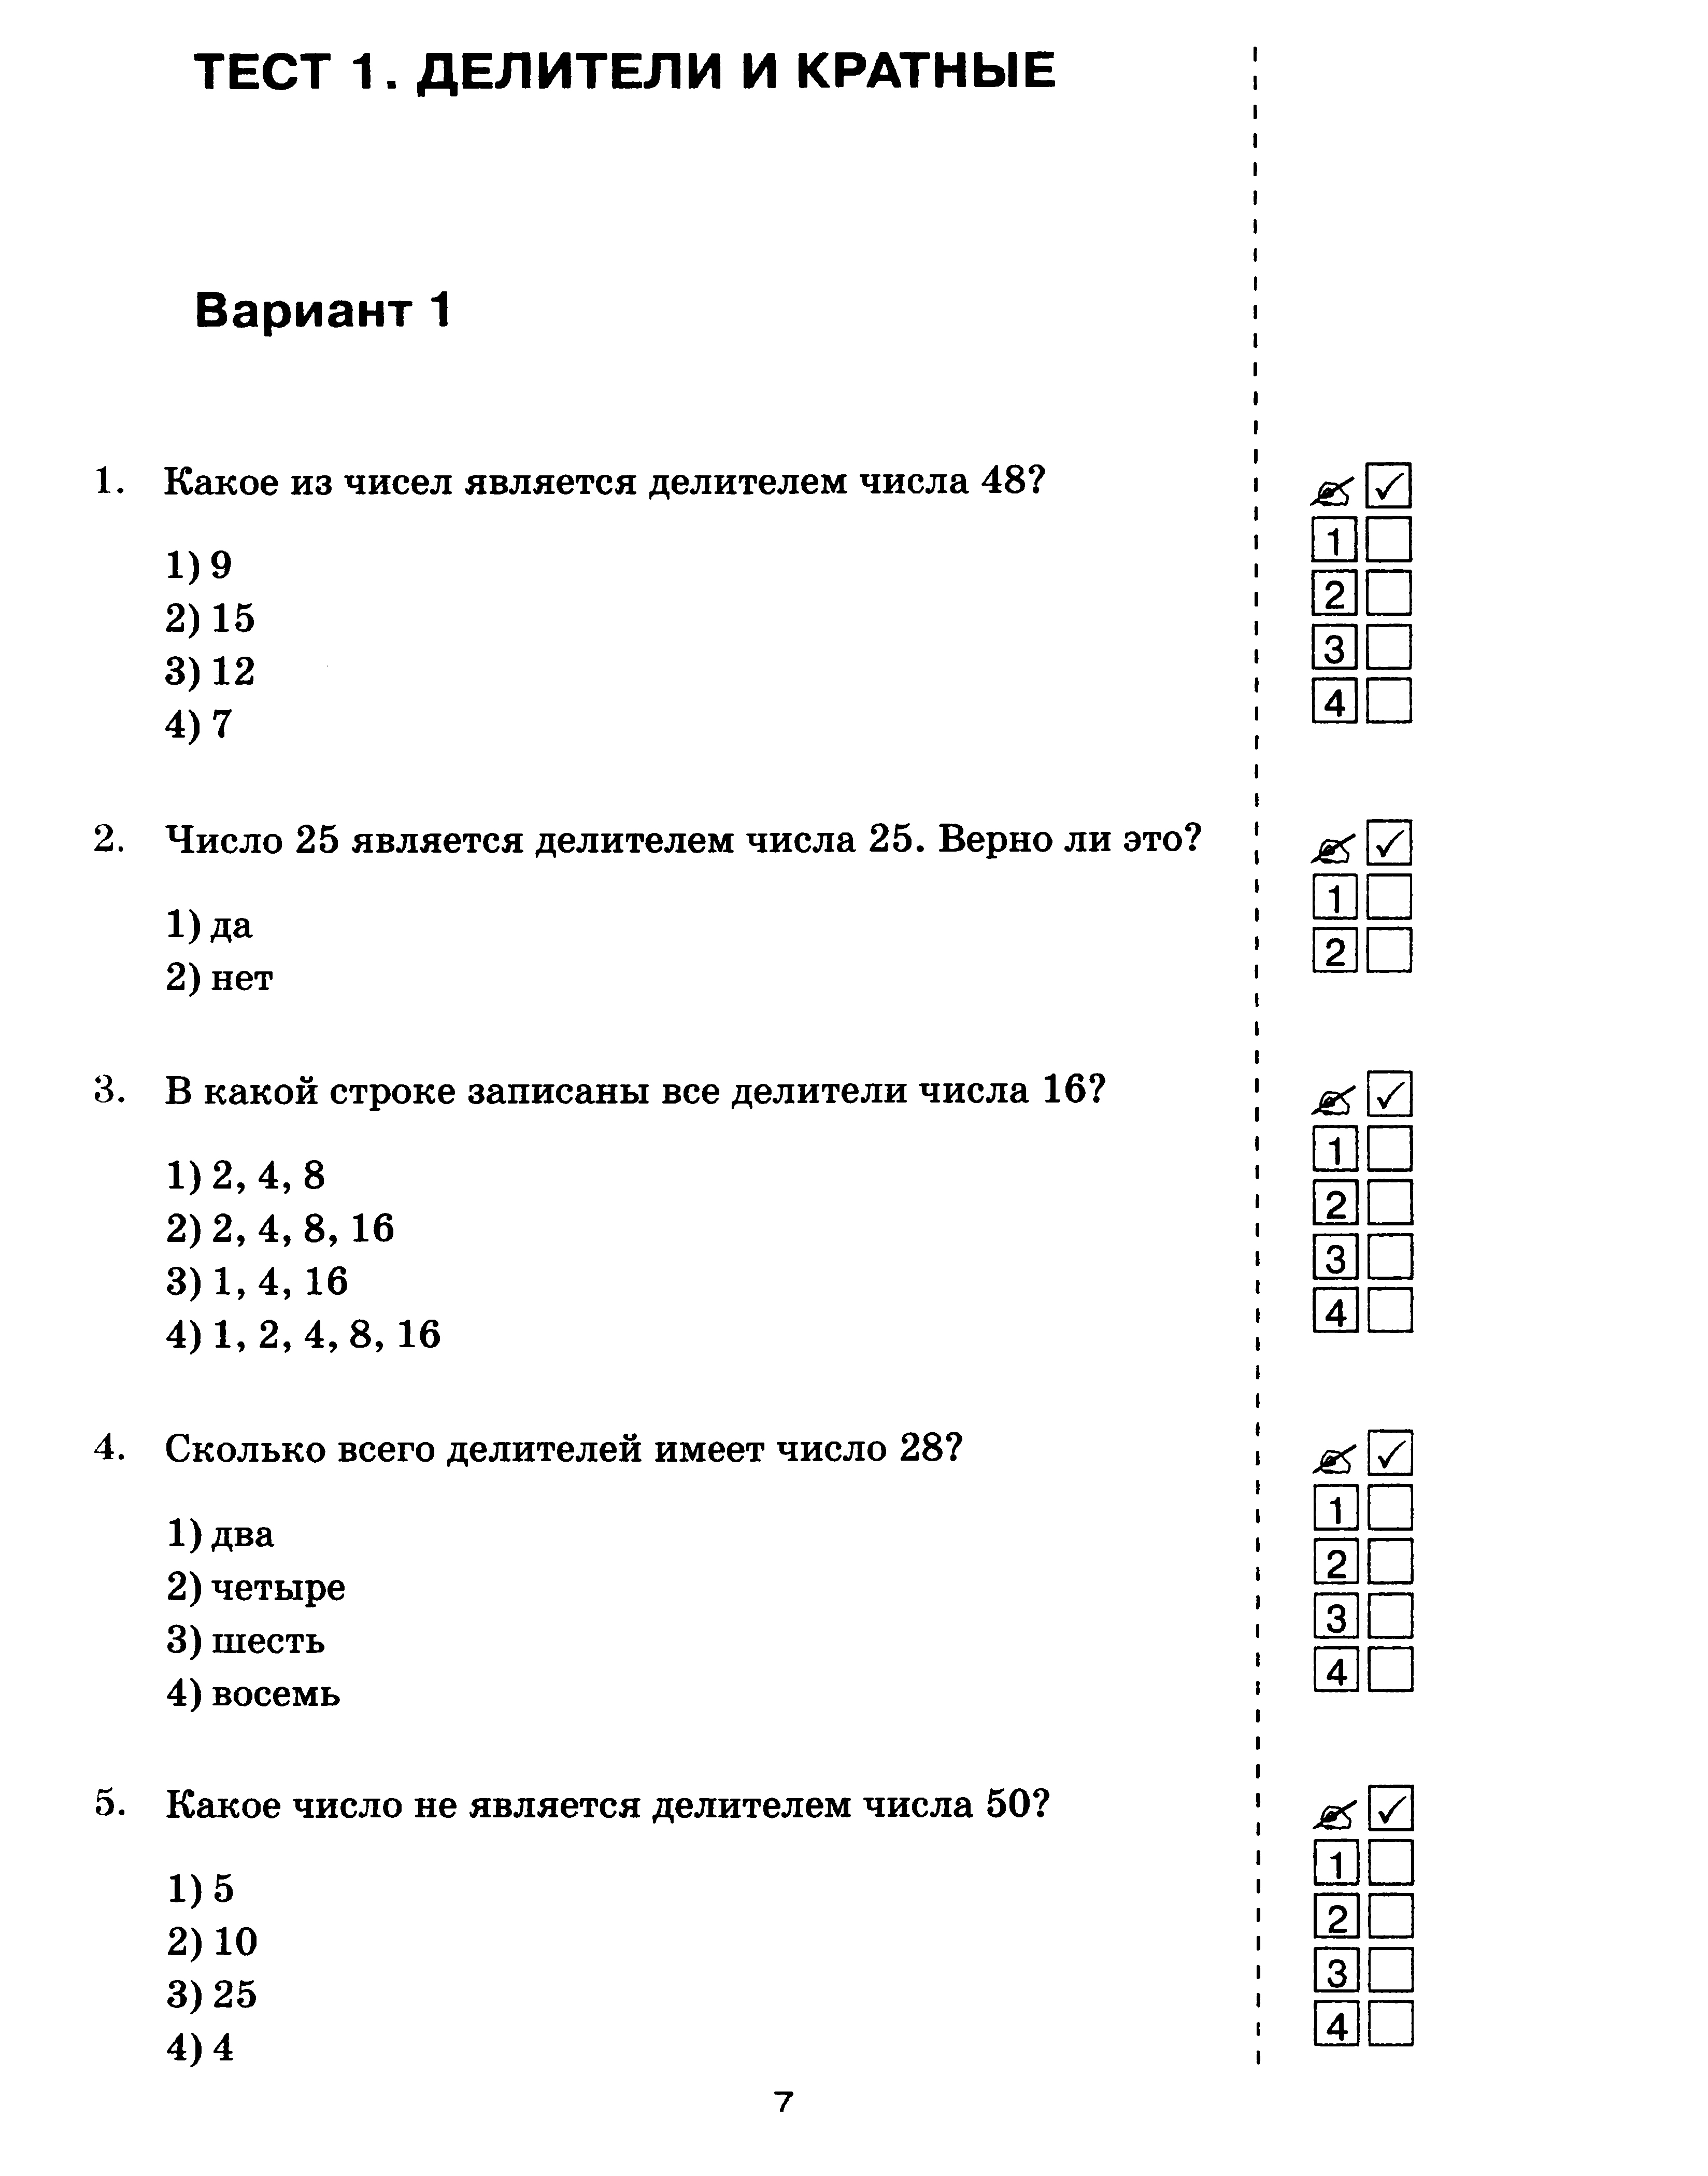 ТЕСТ 1. ДЕЛИТЕЛИ И КРАТНЫЕ
Вариант 1
1. Какое из чисел является делителем числа 48?
1) 9
2) 15
3) 12
4) 7
✓
1
2
3
4
2. Число 25 является делителем числа 25. Верно ли это?
1) да
2) нет
✓
1
2
3. В какой строке записаны все делители числа 16?
1) 2, 4, 8
2) 2, 4, 8, 16
3) 1, 4, 16
4) 1, 2, 4, 8, 16
✓
1
2
3
4
4. Сколько всего делителей имеет число 28?
1) два
2) четыре
3) шесть
4) восемь
✓
1
2
3
4
5. Какое число не является делителем числа 50?
1) 5
2) 10
3) 25
4) 4
✓
1
2
3
4
7